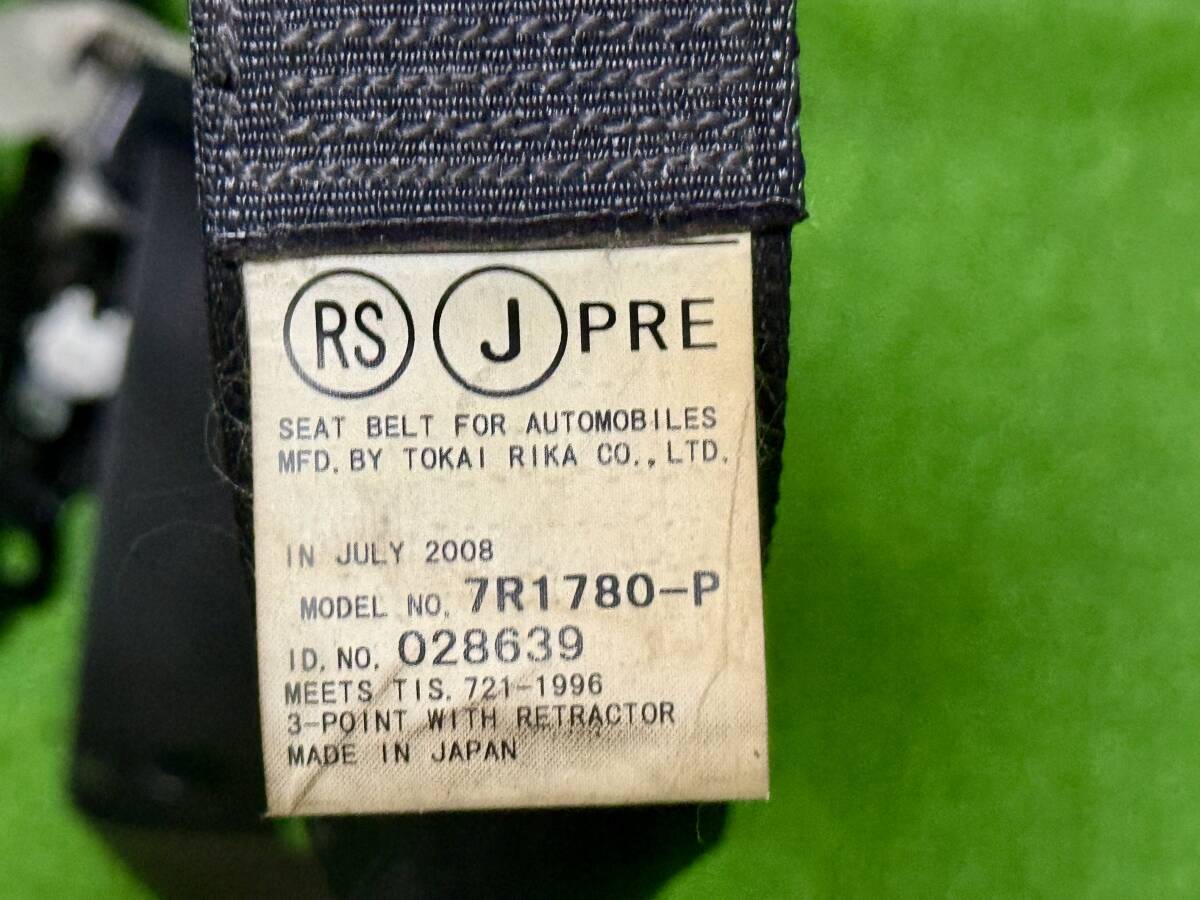 RS J PRE
SEAT BELT FOR AUTOMOBILES
MFD. BY TOKAI RIKA CO., LTD.
IN JULY 2008
MODEL NO. 7R1780-P
ID. NO. 028639
MEETS TIS. 721-1996
3-POINT WITH RETRACTOR
MADE IN JAPAN